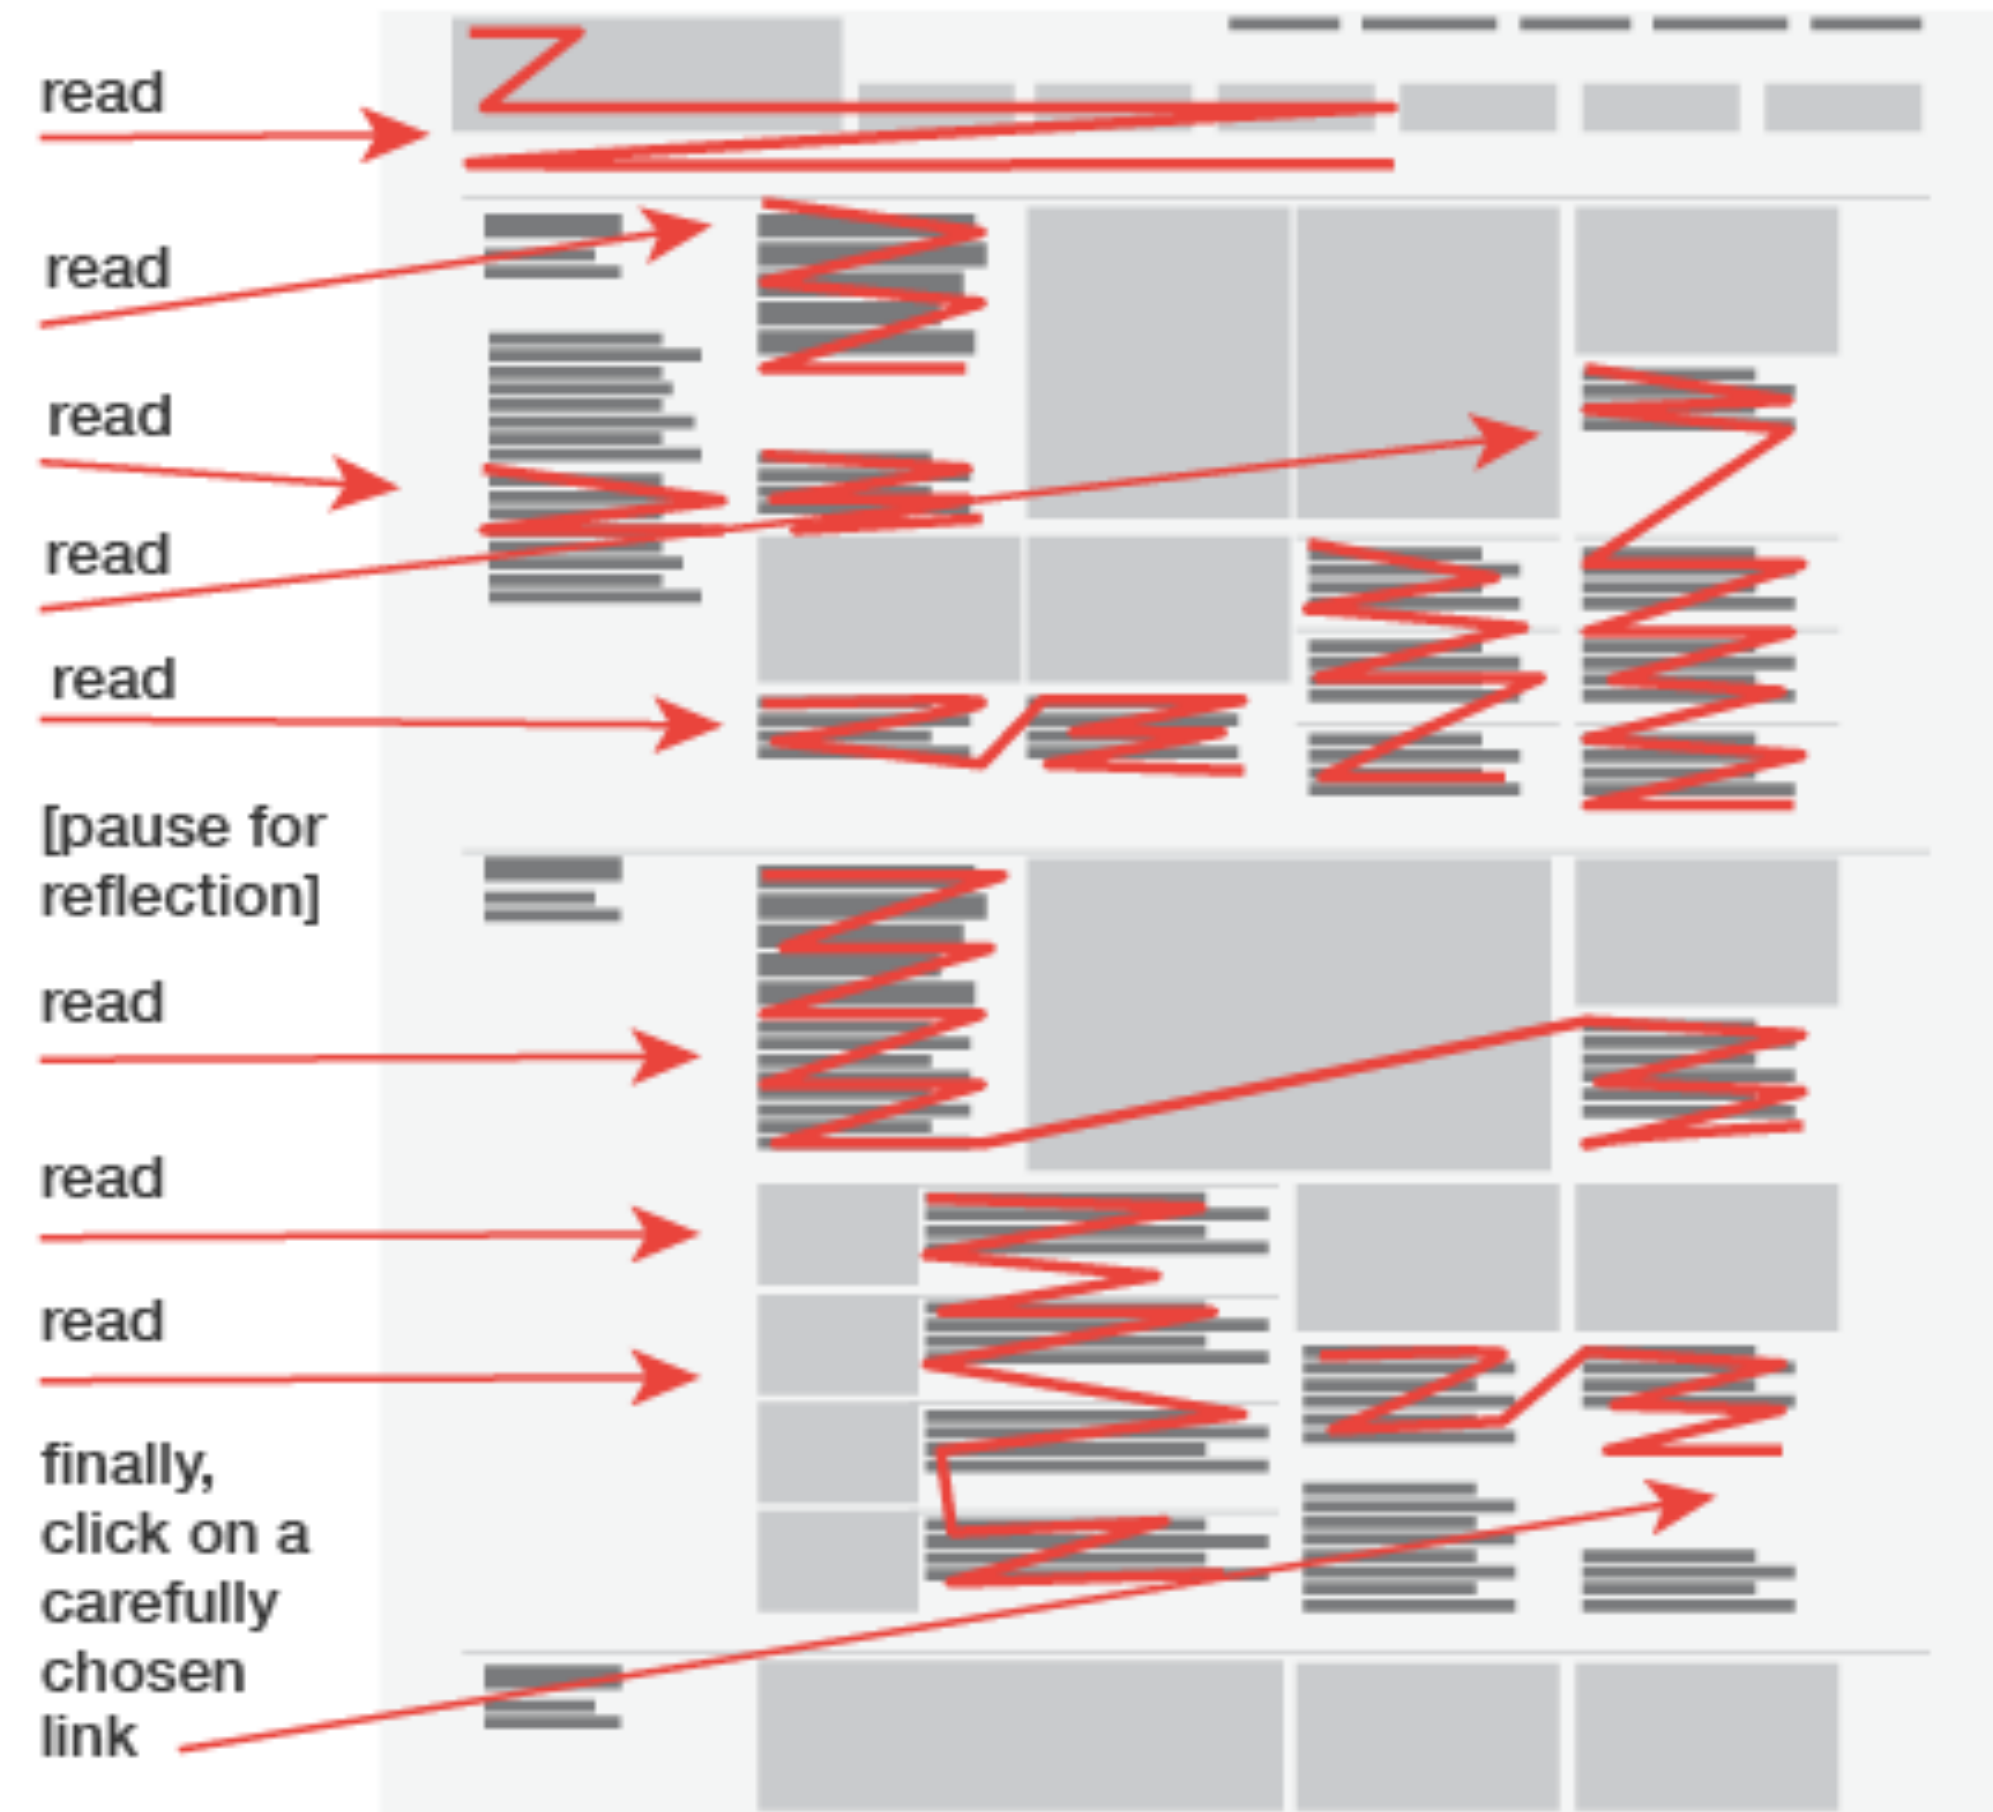 read
read
read
read
read
[pause for
reflection]
read
read
read
finally,
click on a
carefully
chosen
link